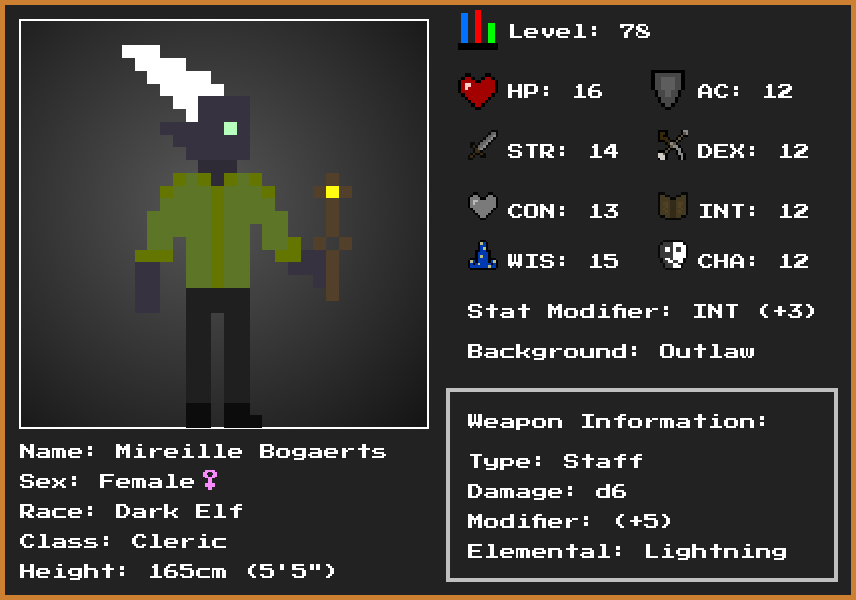 Level: 78
HP: 16 AC: 12
STR: 14 DEX: 12
CON: 13 INT: 12
WIS: 15 CHA: 12
Stat Modifier: INT (+3)
Background: Outlaw
Weapon Information:
Type: Staff
Damage: d6
Modifier: (+5)
Elemental: Lightning
Name: Mireille Bogaerts
Sex: Female♀
Race: Dark Elf
Class: Cleric
Height: 165cm (5'5")